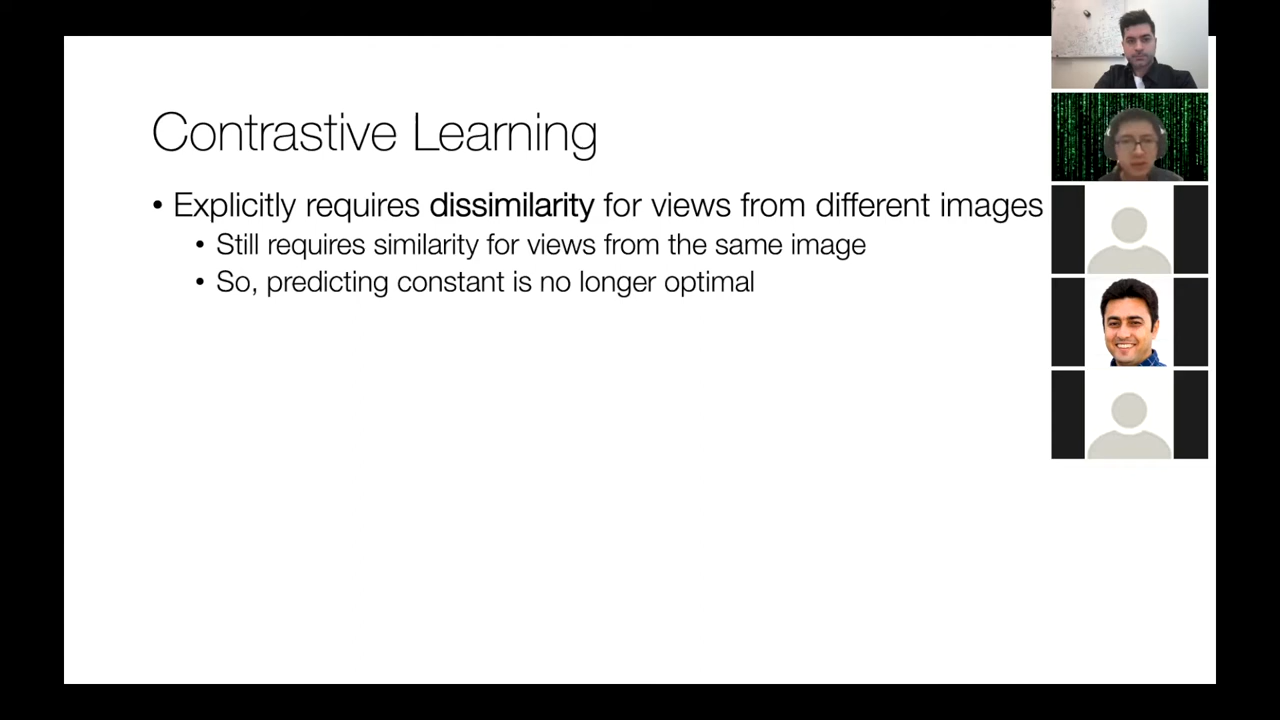 Contrastive Learning
• Explicitly requires dissimilarity for views from different images
• Still requires similarity for views from the same image
• So, predicting constant is no longer optimal